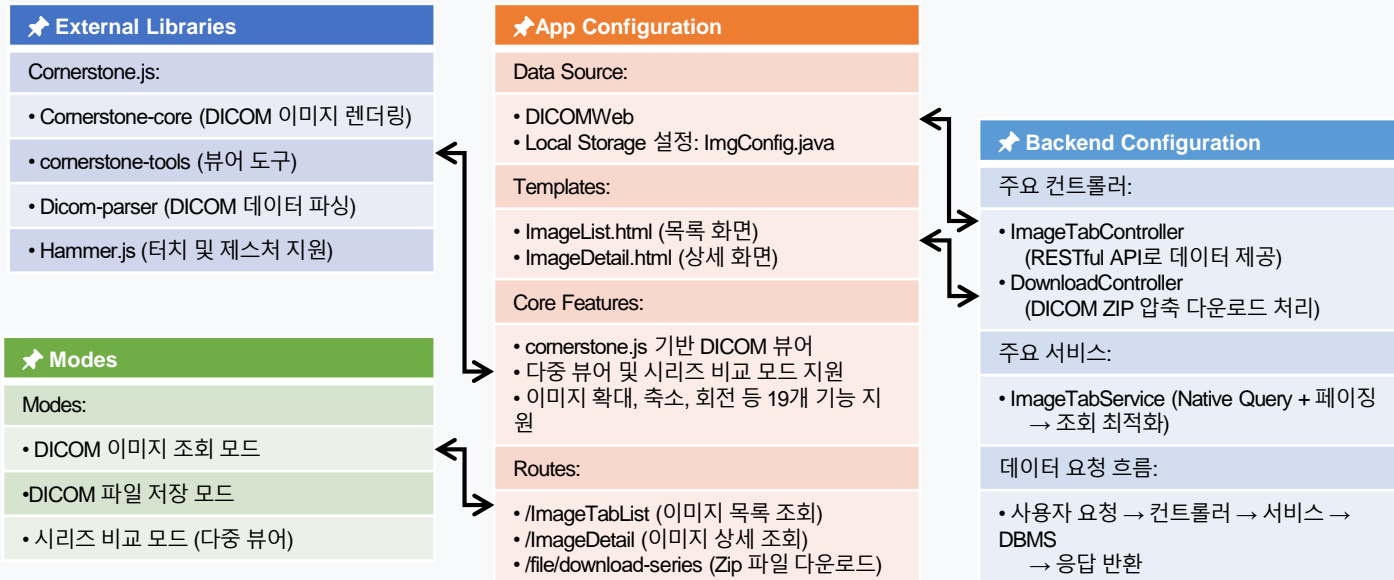 External Libraries
Cornerstone.js:
• Cornerstone-core (DICOM 이미지 렌더링)
• cornerstone-tools (뷰어 도구)
• Dicom-parser (DICOM 데이터 파싱)
• Hammer.js (터치 및 제스처 지원)
Modes
Modes:
• DICOM 이미지 조회 모드
•DICOM 파일 저장 모드
• 시리즈 비교 모드 (다중 뷰어)
App Configuration
Data Source:
• DICOMWeb
• Local Storage 설정: ImgConfig.java
Templates:
• ImageList.html (목록 화면)
• ImageDetail.html (상세 화면)
Core Features:
• cornerstone.js 기반 DICOM 뷰어
• 다중 뷰어 및 시리즈 비교 모드 지원
• 이미지 확대, 축소, 회전 등 19개 기능 지
원
Routes:
• /ImageTabList (이미지 목록 조회)
• /ImageDetail (이미지 상세 조회)
• /file/download-series (Zip 파일 다운로드)
Backend Configuration
주요 컨트롤러:
• ImageTabController
(RESTful API로 데이터 제공)
• DownloadController
(DICOM ZIP 압축 다운로드 처리)
주요 서비스:
• ImageTabService (Native Query + 페이징
→ 조회 최적화)
데이터 요청 흐름:
• 사용자 요청 → 컨트롤러 → 서비스 →
DBMS
→ 응답 반환